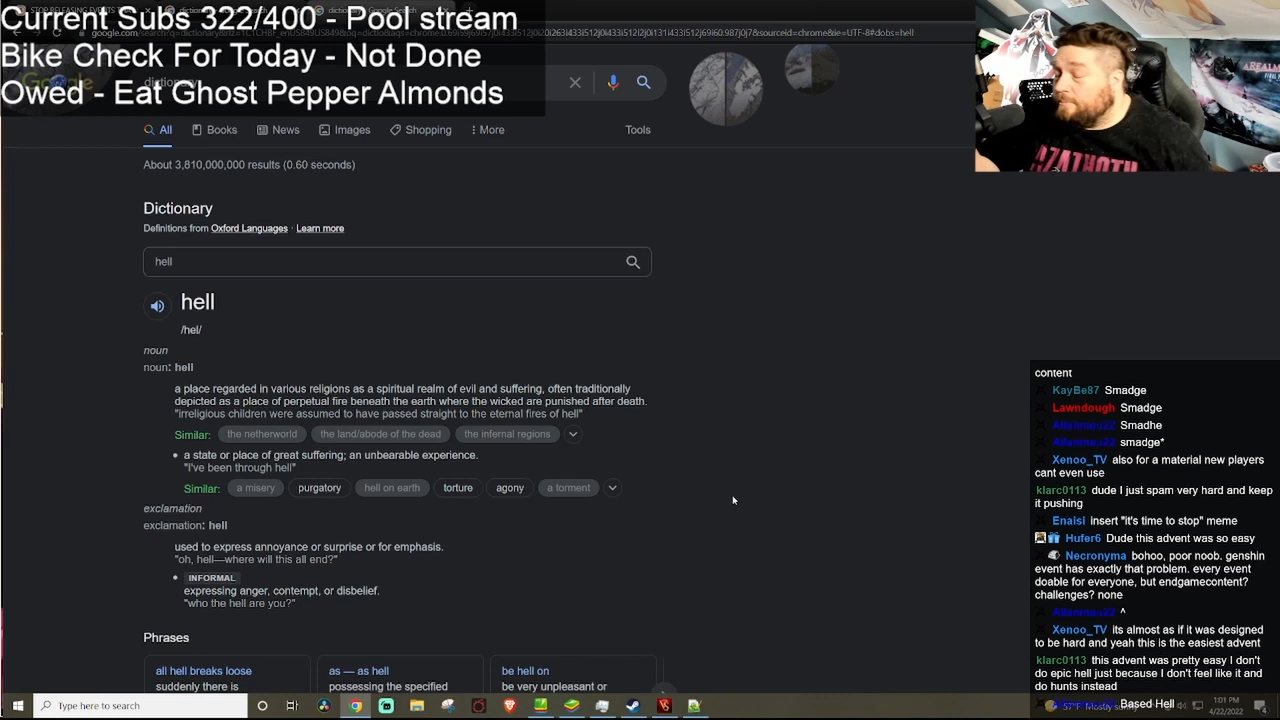 Current Subs 322/400 - Pool stream
Bike Check For Today - Not Done
Owed - Eat Ghost Pepper Almonds
Google
dictionary
All
Books
News
Images
Shopping
More
Tools
About 3,810,000,000 results (0.60 seconds)
Dictionary
Definitions from Oxford Languages · Learn more
hell
hell
/hel/
noun
noun: hell
a place regarded in various religions as a spiritual realm of evil and suffering, often traditionally
depicted as a place of perpetual fire beneath the earth where the wicked are punished after death.
"irreligious children were assumed to have passed straight to the eternal fires of hell"
Similar: the netherworld the land/abode of the dead the infernal regions
• a state or place of great suffering; an unbearable experience.
"I've been through hell"
Similar: a misery purgatory hell on earth torture agony a torment
exclamation
exclamation: hell
used to express annoyance or surprise or for emphasis.
"oh, hell—where will this all end?"
• INFORMAL
expressing anger, contempt, or disbelief.
"who the hell are you?"
Phrases
all hell breaks loose
suddenly there is
as — as hell
possessing the specified
be hell on
be very unpleasant or
AZATHOTH
content
KayBe87 Smadge
Lawndough Smadge
Smadhe
smadge*
Xenoo_TV also for a material new players
cant even use
klarc0113 dude I just spam very hard and keep
it pushing
Enaisi insert "it's time to stop" meme
Hufer6 Dude this advent was so easy
Necronyma bohoo, poor noob. genshin
event has exactly that problem. every event
doable for everyone, but endgamecontent?
challenges? none
^
Xenoo_TV its almost as if it was designed
to be hard and yeah this is the easiest advent
klarc0113 this advent was pretty easy I don't
do epic hell just because I don't feel like it and
do hunts instead
Based Hell
Type here to search
57°F Mostly
1:01 PM
4/22/2022